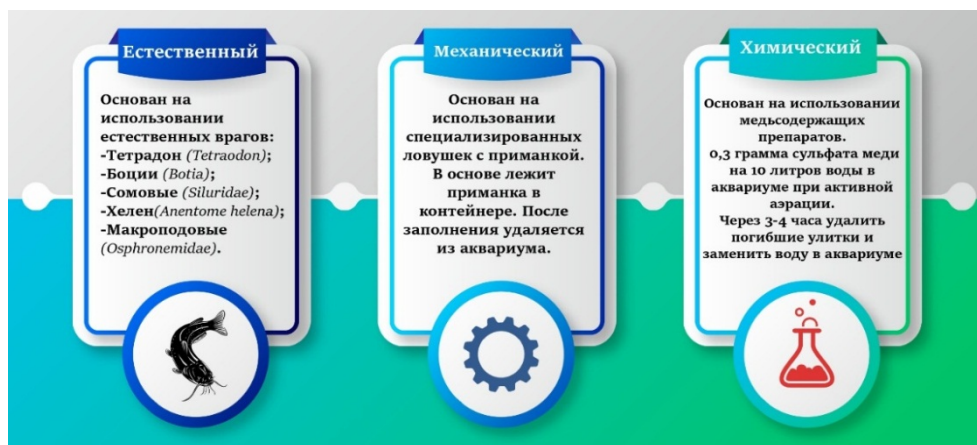 Естественный
Основан на
использовании
естественных врагов:
-Тетрадон (Tetraodon);
-Боции (Botia);
-Сомовые (Siluridae);
-Хелен(Anentome helena);
-Макроподовые
(Osphronemidae).
Механический
Основан на
использовании
специализированных
ловушек с приманкой.
В основе лежит
приманка в
контейнере. После
заполнения удаляется
из аквариума.
Химический
Основан на использовании
медьсодержащих
препаратов.
0,3 грамма сульфата меди
на 10 литров воды в
аквариуме при активной
аэрации.
Через 3-4 часа удалить
погибшие улитки и
заменить воду в аквариуме